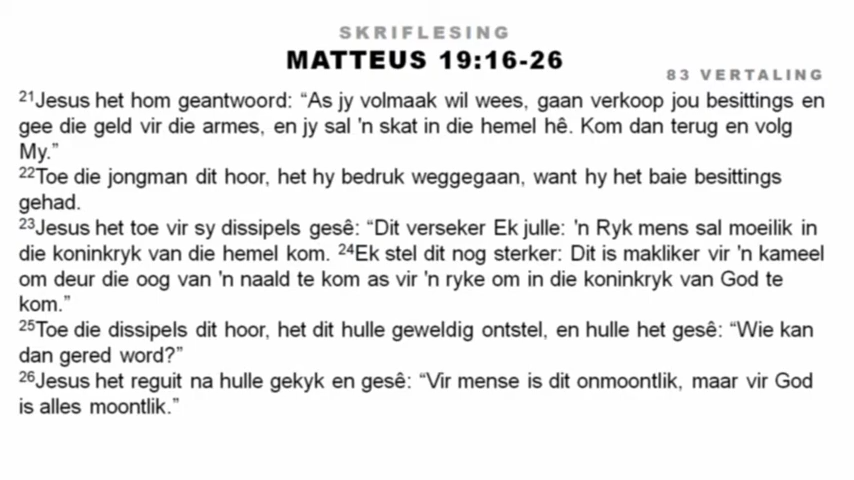 SKRIFLESING
MATTEUS 19:16-26
83 VERTALING
²¹Jesus het hom geantwoord: “As jy volmaak wil wees, gaan verkoop jou besittings en
gee die geld vir die armes, en jy sal 'n skat in die hemel hê. Kom dan terug en volg
My.”
²²Toe die jongman dit hoor, het hy bedruk weggegaan, want hy het baie besittings
gehad.
²³Jesus het toe vir sy dissipels gesê: “Dit verseker Ek julle: 'n Ryk mens sal moeilik in
die koninkryk van die hemel kom. ²⁴Ek stel dit nog sterker: Dit is makliker vir 'n kameel
om deur die oog van 'n naald te kom as vir 'n ryke om in die koninkryk van God te
kom.”
²⁵Toe die dissipels dit hoor, het dit hulle geweldig ontstel, en hulle het gesê: “Wie kan
dan gered word?”
²⁶Jesus het reguit na hulle gekyk en gesê: “Vir mense is dit onmoontlik, maar vir God
is alles moontlik.”